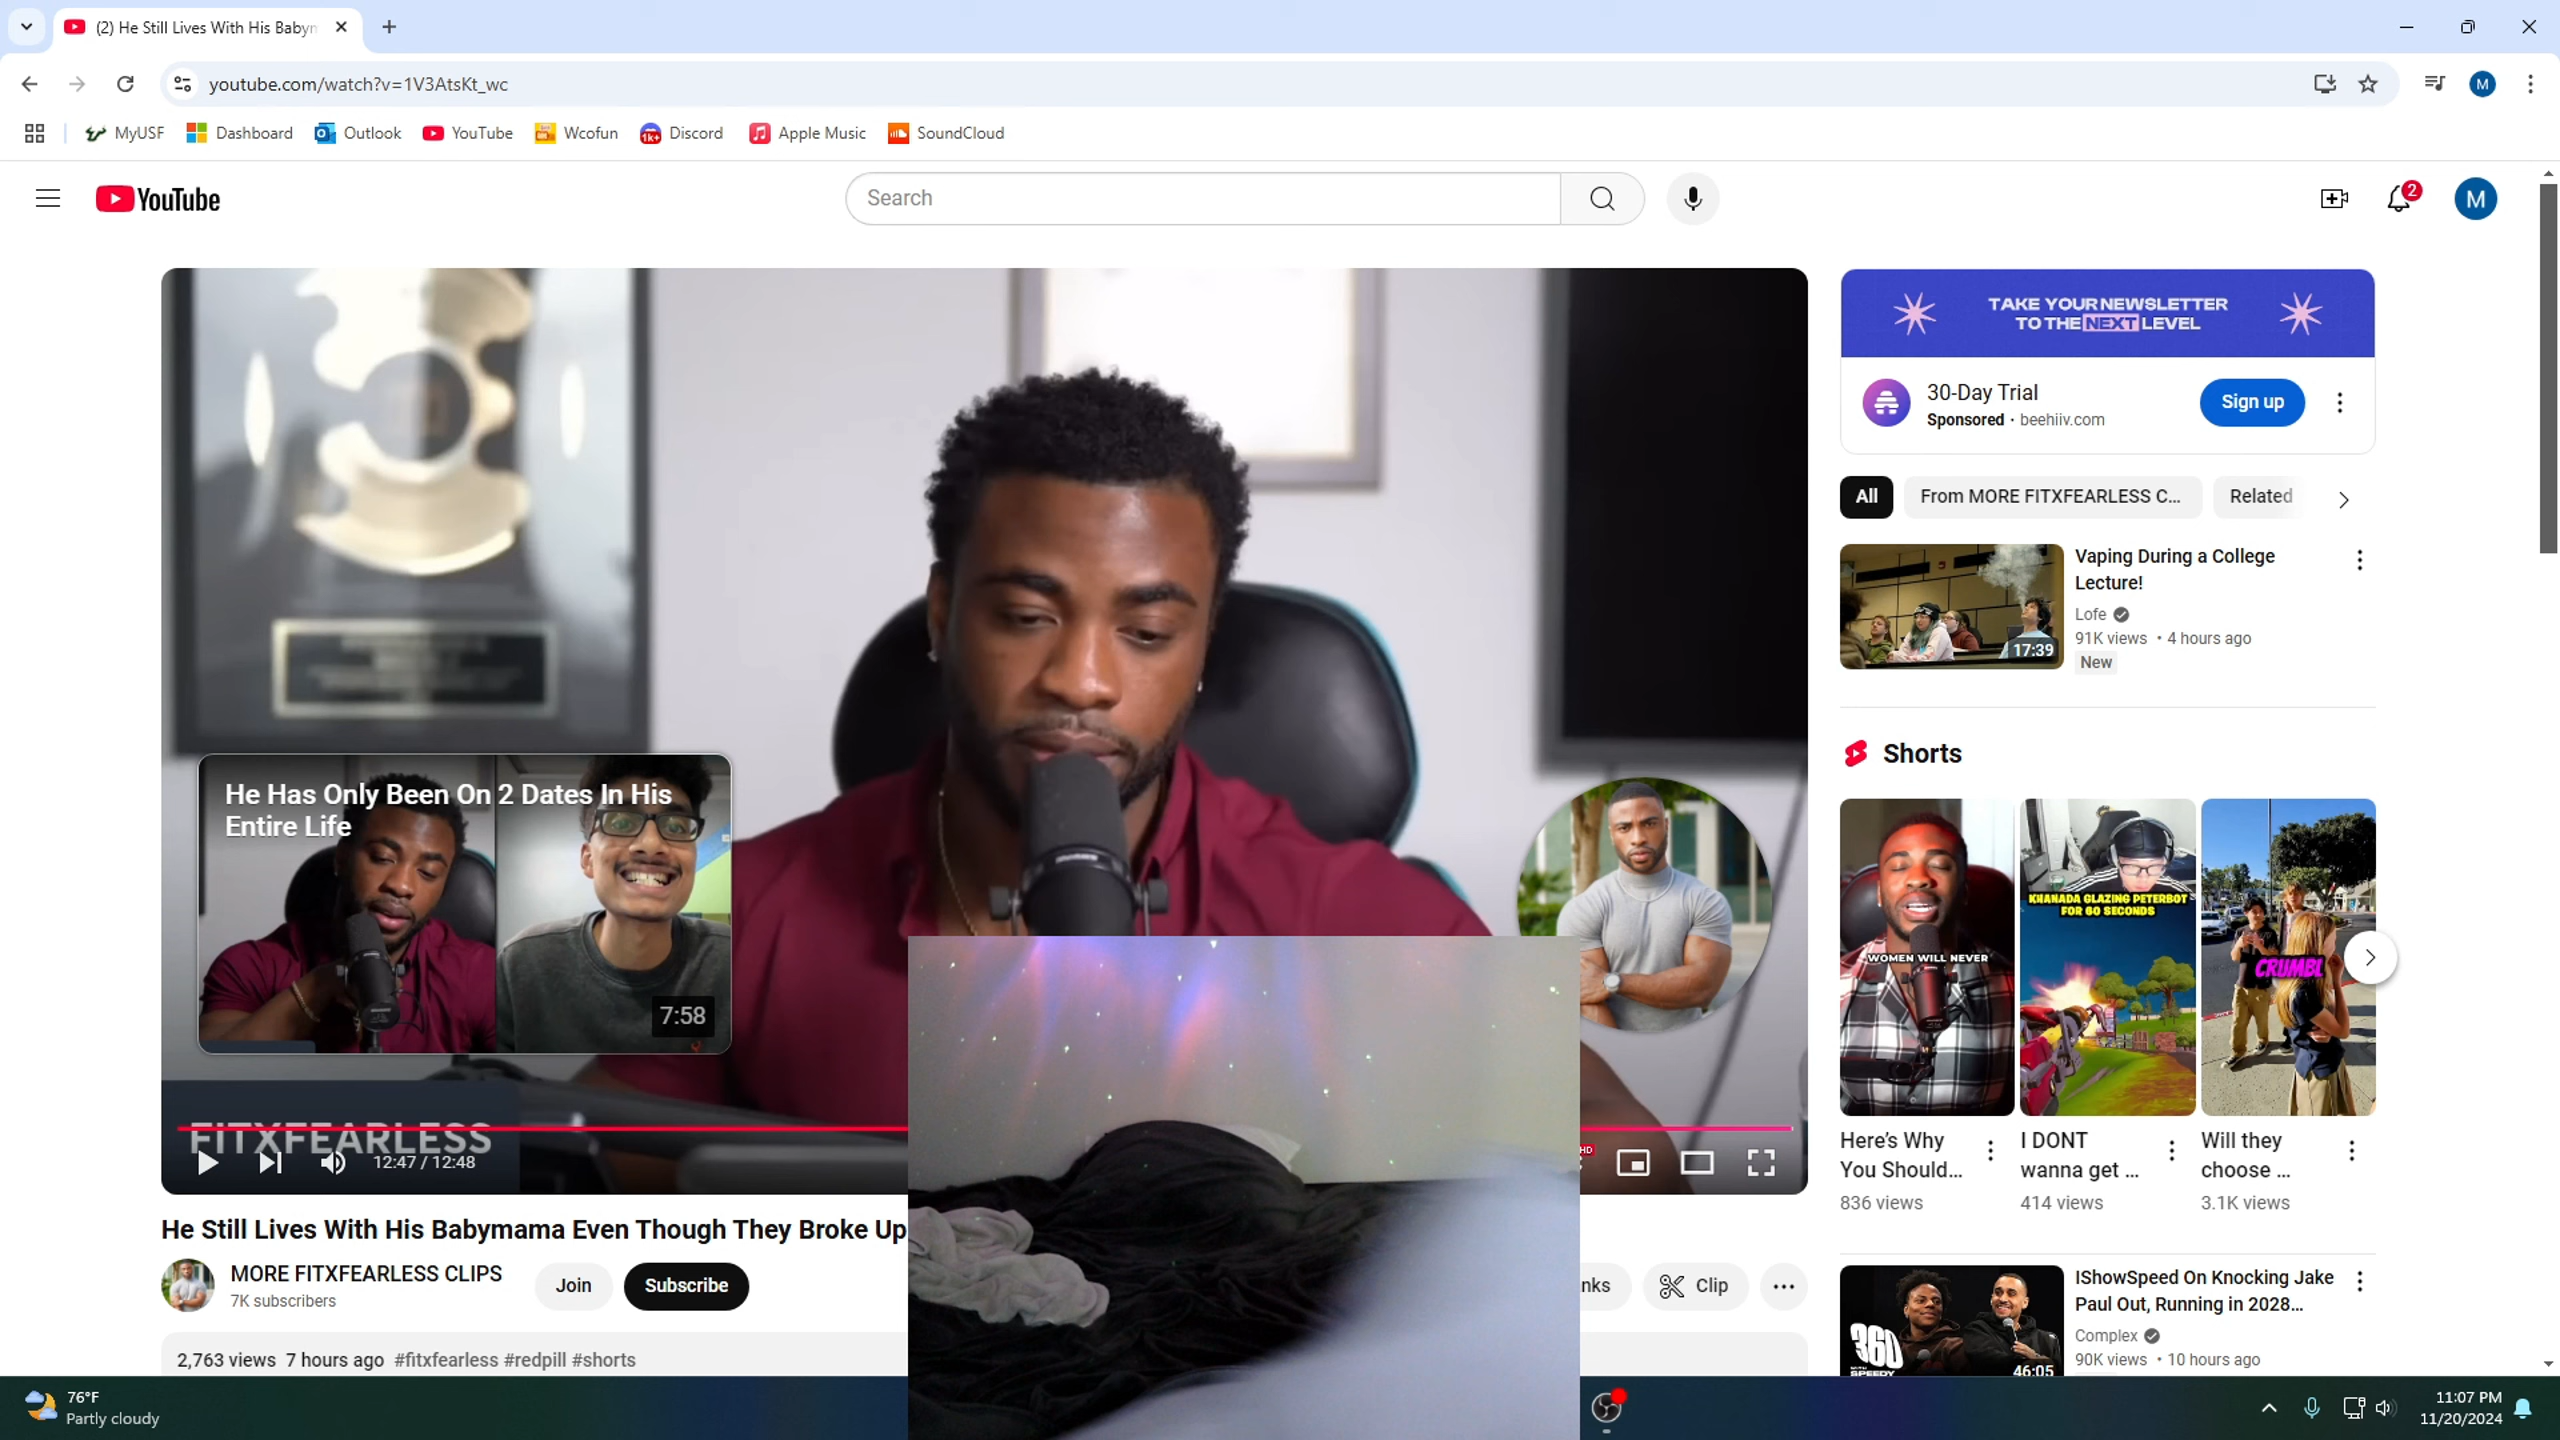 (2) He Still Lives With His Babym
youtube.com/watch?v=1V3AtsKt_wc
MyUSF
Dashboard
Outlook
YouTube
Wcofun
1k+
Discord
Apple Music
SoundCloud
YouTube
Search
2
M
M
He Has Only Been On 2 Dates In His
Entire Life
7:58
FITXFEARLESS
12:47 / 12:48
HD
He Still Lives With His Babymama Even Though They Broke Up
MORE FITXFEARLESS CLIPS
7K subscribers
Join
Subscribe
nks
Clip
2,763 views 7 hours ago #fitxfearless #redpill #shorts
TAKE YOUR NEWSLETTER
TO THE NEXT LEVEL
30-Day Trial
Sponsored · beehiiv.com
Sign up
All
From MORE FITXFEARLESS C...
Related
17:39
Vaping During a College
Lecture!
Lofe
91K views • 4 hours ago
New
Shorts
WOMEN WILL NEVER
KHANADA GLAZING PETERBOT
FOR 60 SECONDS
CRUMBL
Here's Why
You Should...
836 views
I DONT
wanna get ...
414 views
Will they
choose ...
3.1K views
360
WITH
SPEEDY
46:05
IShowSpeed On Knocking Jake
Paul Out, Running in 2028...
Complex
90K views • 10 hours ago
76°F
Partly cloudy
11:07 PM
11/20/2024